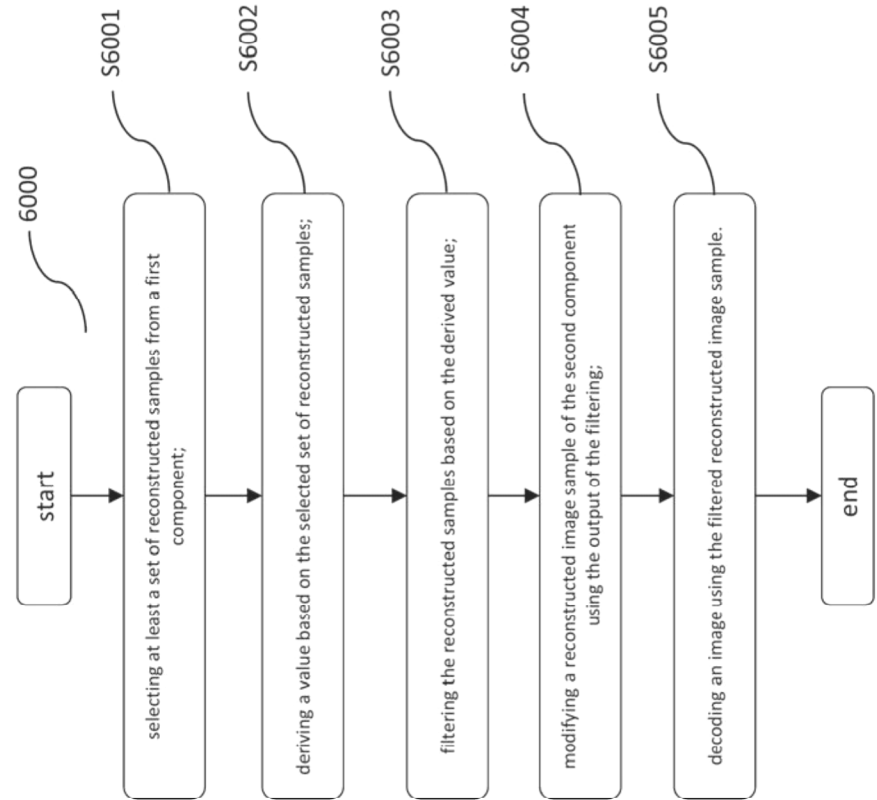 6000
start
S6001
selecting at least a set of reconstructed samples from a first
component;
S6002
deriving a value based on the selected set of reconstructed samples;
S6003
filtering the reconstructed samples based on the derived value;
S6004
modifying a reconstructed image sample of the second component
using the output of the filtering;
S6005
decoding an image using the filtered reconstructed image sample.
end